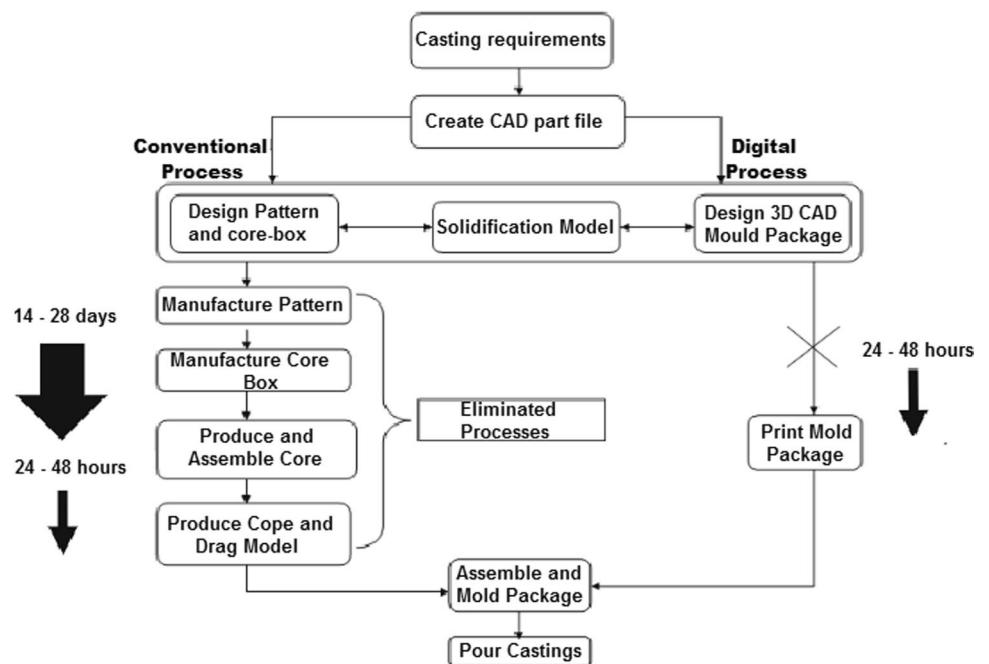 Casting requirements
Create CAD part file
Conventional
Process
Digital
Process
Design Pattern
and core-box
Solidification Model
Design 3D CAD
Mould Package
Manufacture Pattern
14 - 28 days
24 - 48 hours
Manufacture Core
Box
Eliminated
Processes
Produce and
Assemble Core
Print Mold
Package
24 - 48 hours
Produce Cope and
Drag Model
Assemble and
Mold Package
Pour Castings